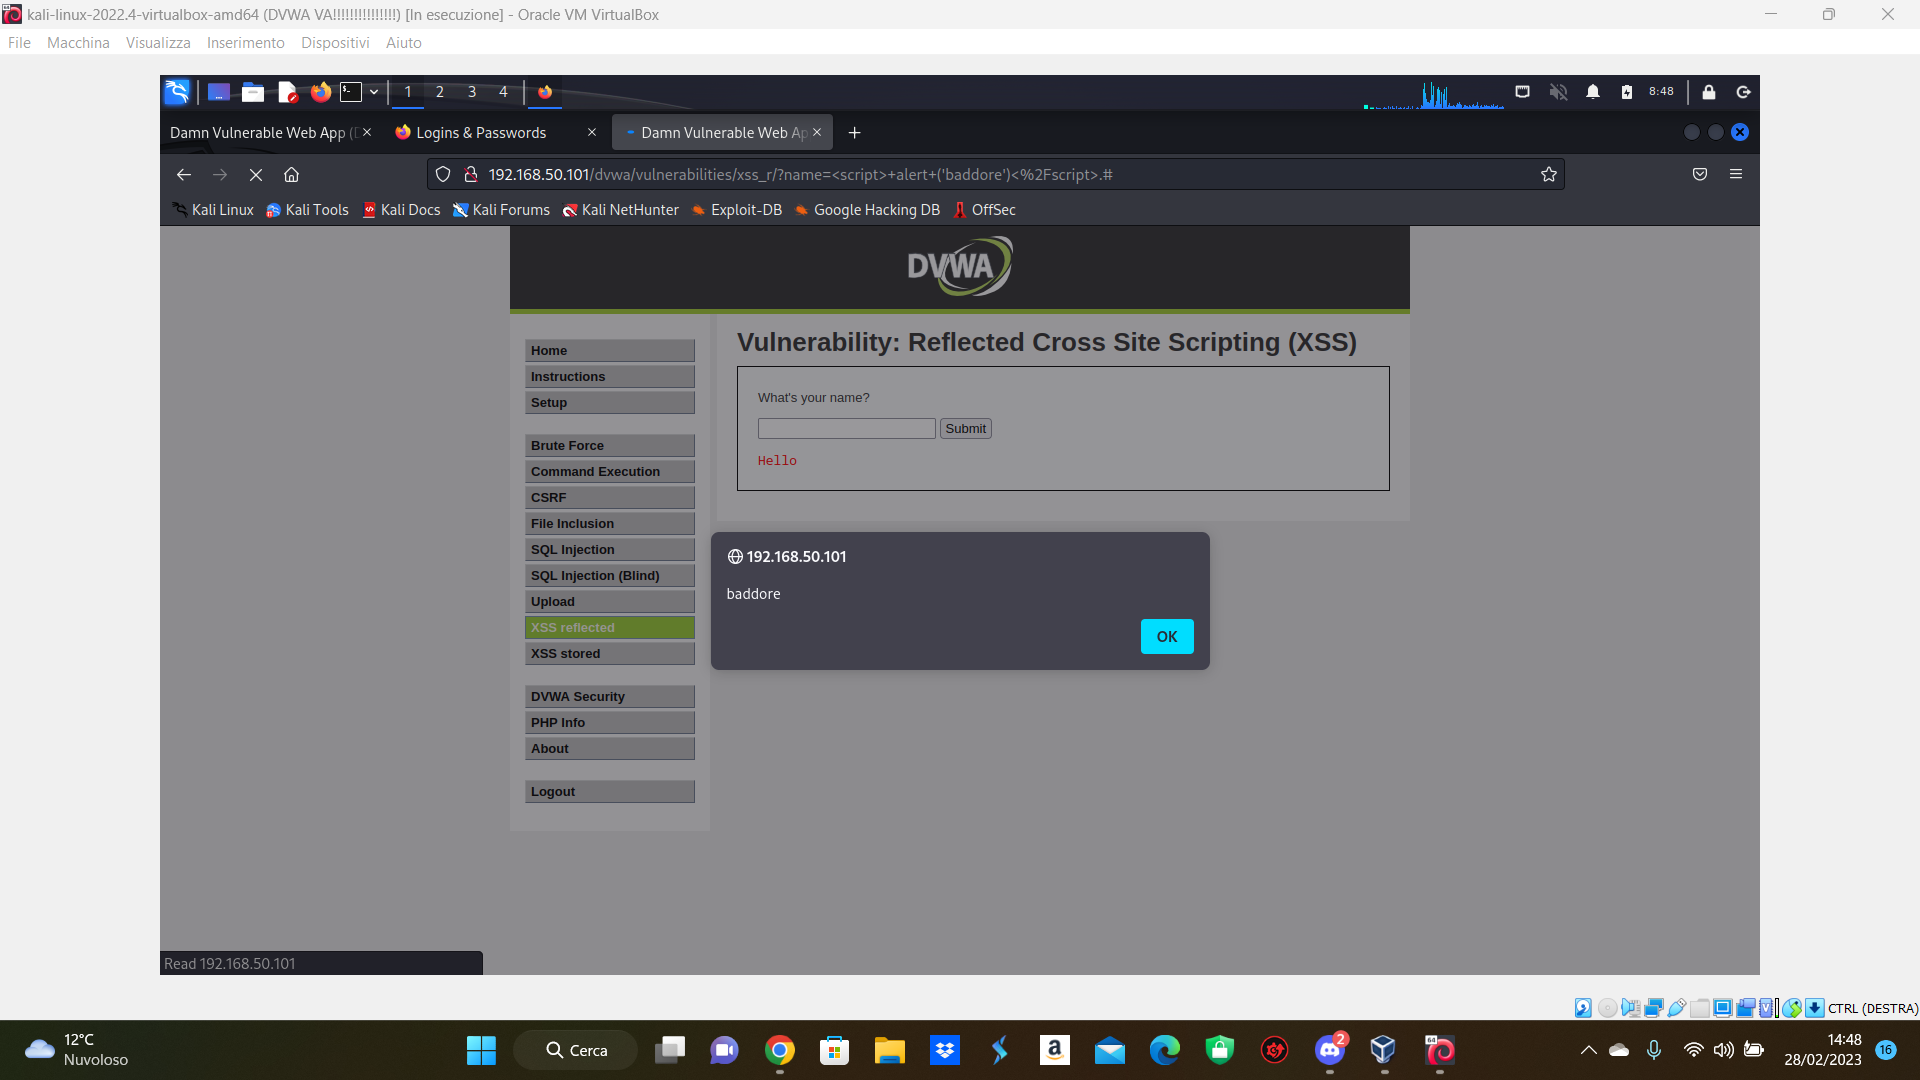 kali-linux-2022.4-virtualbox-amd64 (DVWA VA!!!!!!!!!!!!!!!) [In esecuzione] - Oracle VM VirtualBox
File Macchina Visualizza Inserimento Dispositivi Aiuto
1 2 3 4 8:48
Damn Vulnerable Web App (D Logins & Passwords Damn Vulnerable Web Ap
192.168.50.101/dvwa/vulnerabilities/xss_r/?name=<script>+alert+('baddore')<%2Fscript>.#
Kali Linux Kali Tools Kali Docs Kali Forums Kali NetHunter Exploit-DB Google Hacking DB OffSec
DVWA
Vulnerability: Reflected Cross Site Scripting (XSS)
Home
Instructions
Setup
Brute Force
Command Execution
CSRF
File Inclusion
SQL Injection
SQL Injection (Blind)
Upload
XSS reflected
XSS stored
DVWA Security
PHP Info
About
Logout
What's your name?
Submit
Hello
192.168.50.101
baddore
OK
Read 192.168.50.101
CTRL (DESTRA)
12°C
Nuvoloso
Cerca
2
64
14:48
28/02/2023
16